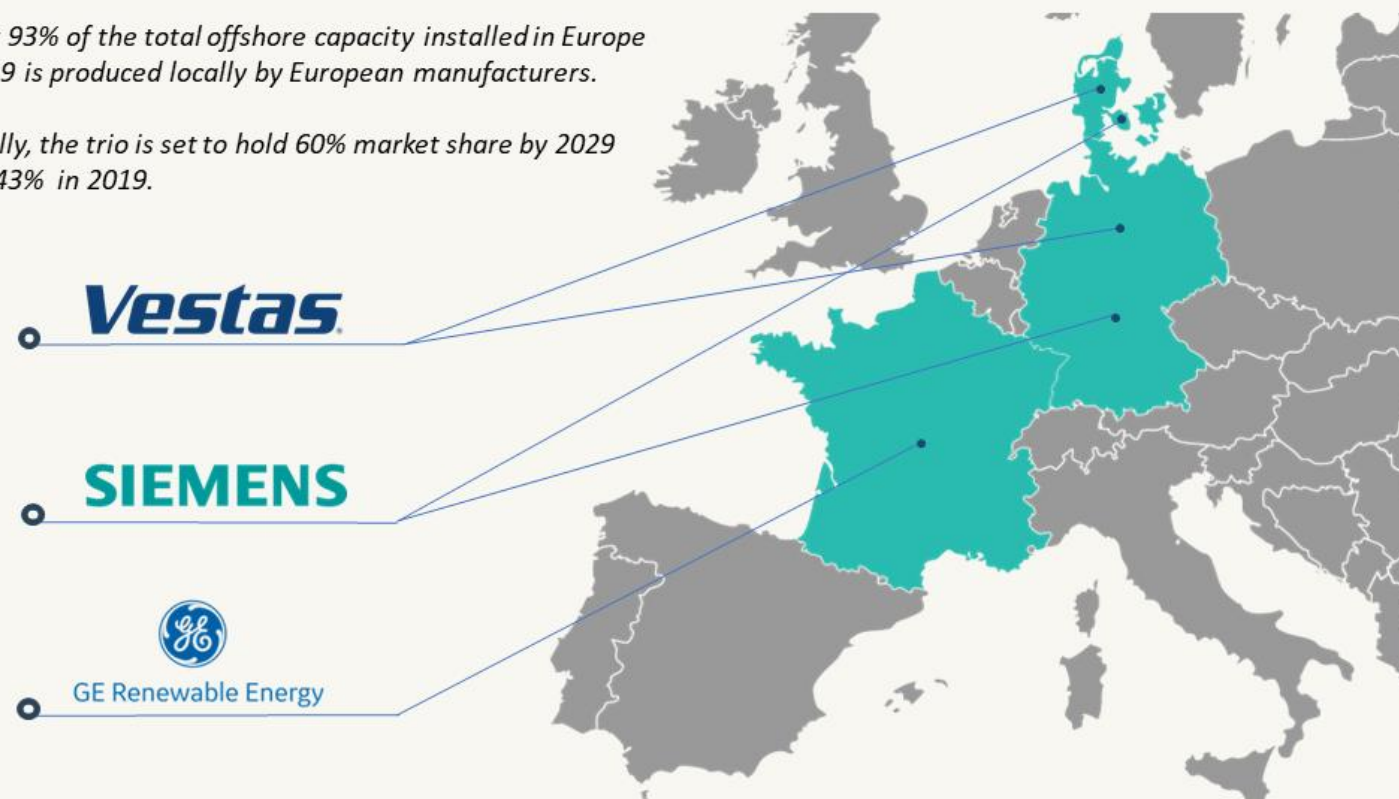 93% of the total offshore capacity installed in Europe
9 is produced locally by European manufacturers.
lly, the trio is set to hold 60% market share by 2029
43% in 2019.
Vestas
SIEMENS
GE
GE Renewable Energy